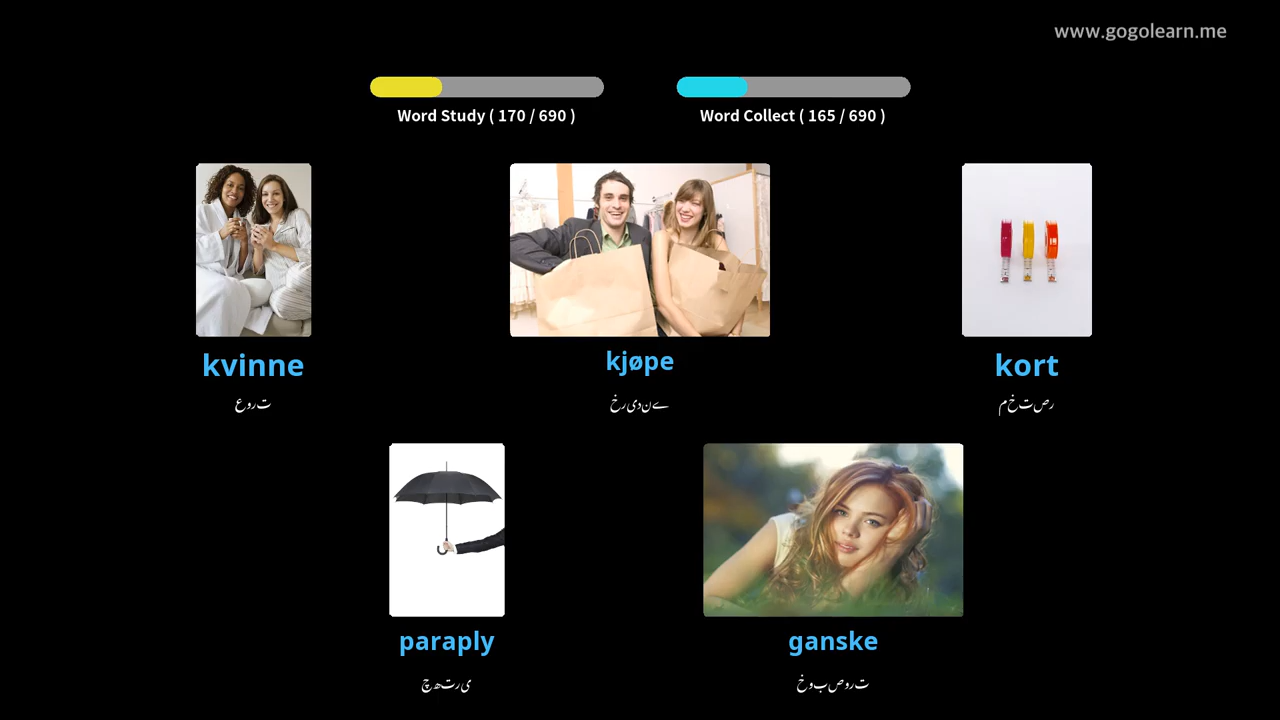 www.gogolearn.me
Word Study ( 170 / 690 )
Word Collect ( 165 / 690 )
kvinne
عورت
kjøpe
خریدنے
kort
مختصر
paraply
چھتری
ganske
خوبصورت